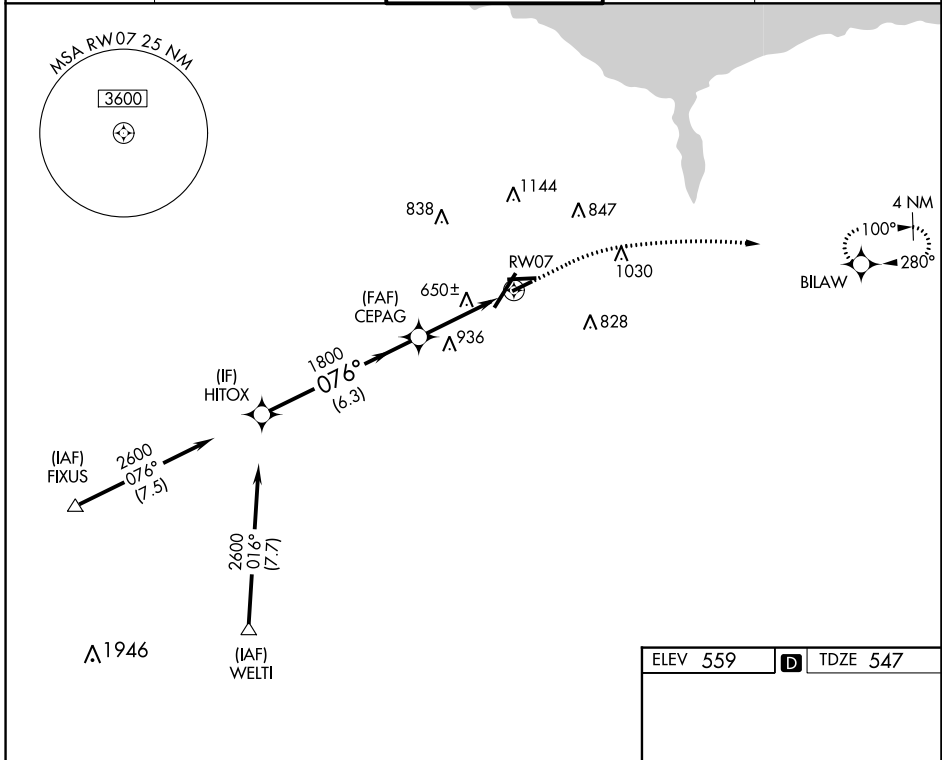 MSA RW07 25 NM
3600
838
1144
847
4 NM
100°
280°
BILAW
RW07
1030
650±
(FAF)
CEPAG
936
828
1800
076°
(6.3)
(IF)
HITOX
(IAF)
FIXUS
2600
076°
(7.5)
2600
016°
(7.7)
1946
(IAF)
WELTI
ELEV 559
D
TDZE 547